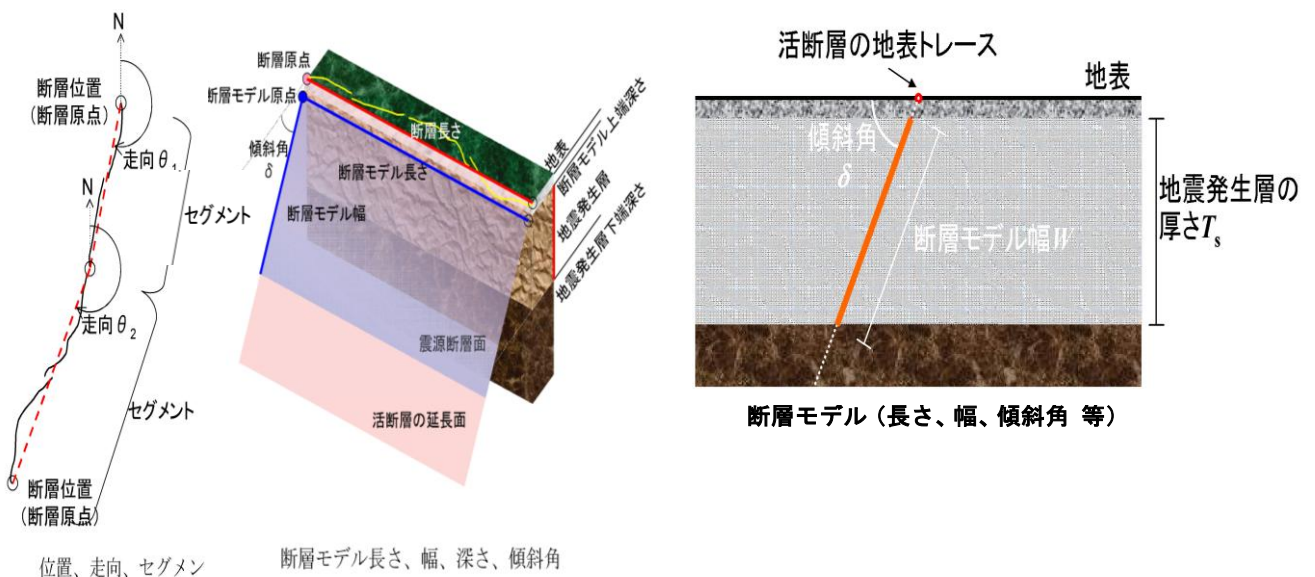 N
断層位置
(断層原点)
走向θ1
N
セグメント
走向θ2
セグメント
断層位置
(断層原点)
位置、走向、セグメン
断層原点
断層モデル原点
傾斜角
δ
断層長さ
断層モデル長さ
断層モデル幅
地表
断層モデル上端深さ
地震発生層
地震発生層下端深さ
震源断層面
活断層の延長面
断層モデル長さ、幅、深さ、傾斜角
活断層の地表トレース
地表
傾斜角
δ
断層モデル幅W
地震発生層の
厚さTs
断層モデル（長さ、幅、傾斜角 等）